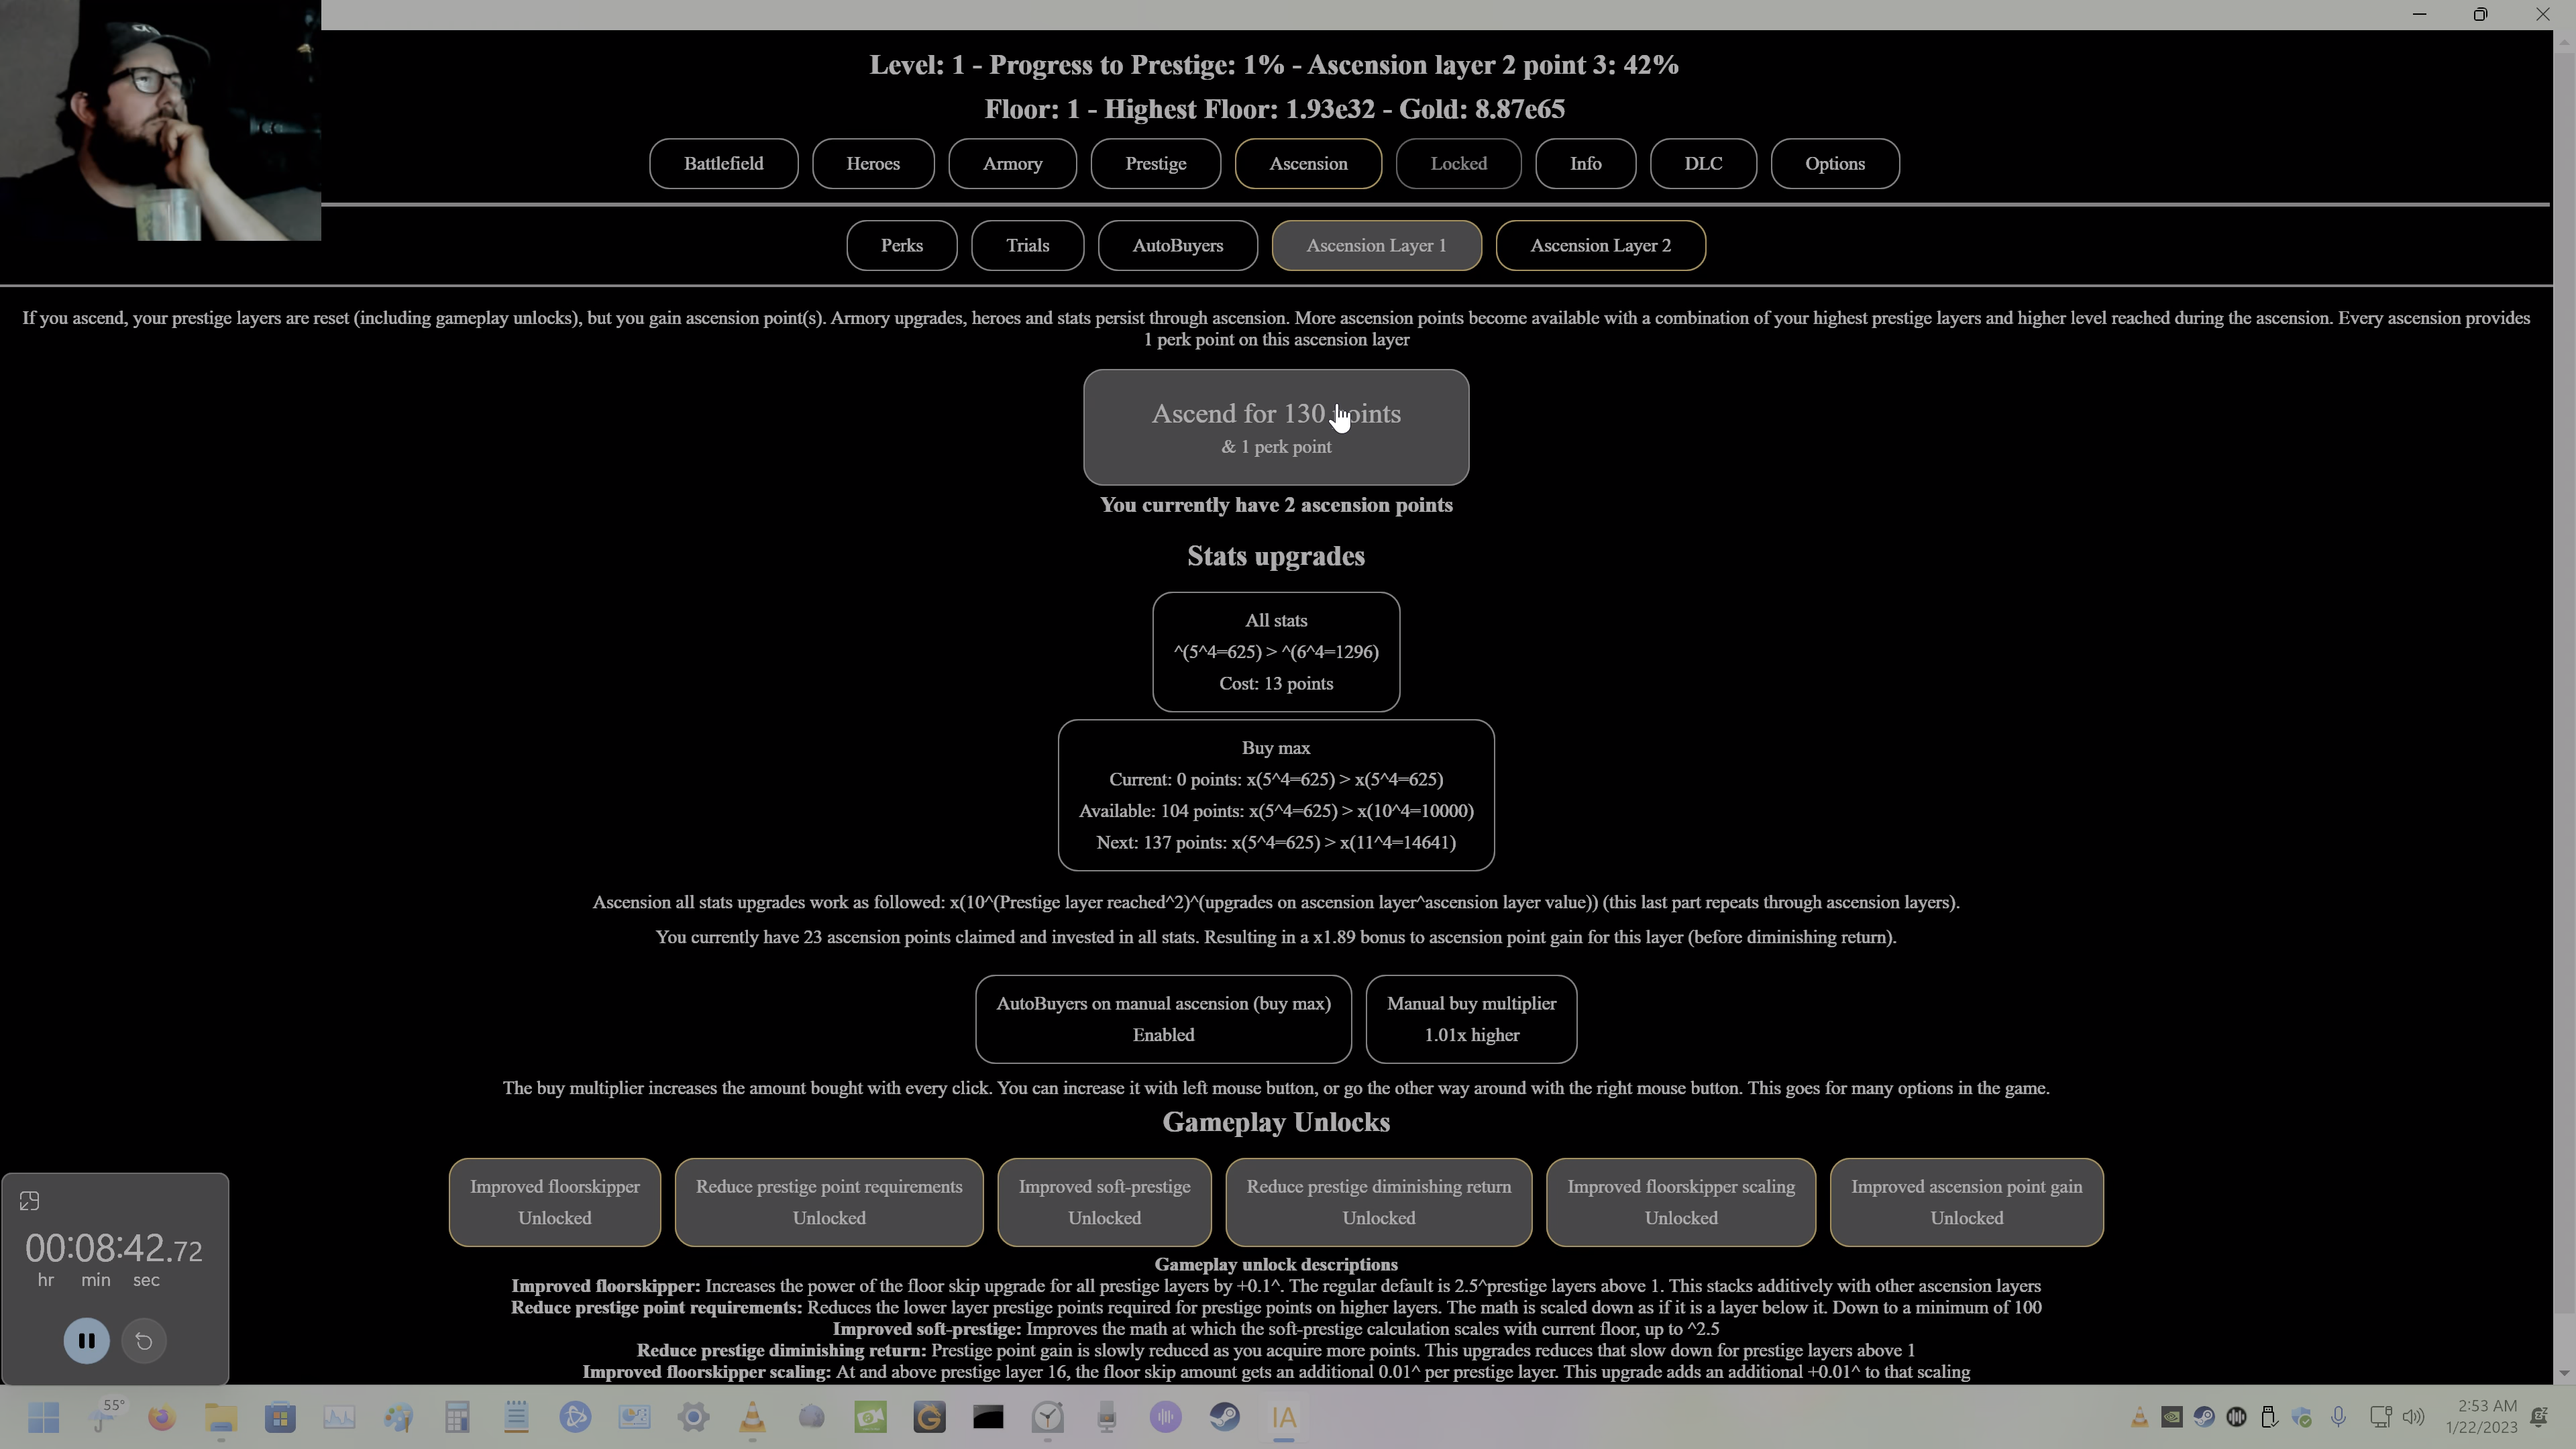 Level: 1 - Progress to Prestige: 1% - Ascension layer 2 point 3: 42%
Floor: 1 - Highest Floor: 1.93e32 - Gold: 8.87e65
Battlefield
Heroes
Armory
Prestige
Ascension
Locked
Info
DLC
Options
Perks
Trials
AutoBuyers
Ascension Layer 1
Ascension Layer 2
If you ascend, your prestige layers are reset (including gameplay unlocks), but you gain ascension point(s). Armory upgrades, heroes and stats persist through ascension. More ascension points become available with a combination of your highest prestige layers and higher level reached during the ascension. Every ascension provides
1 perk point on this ascension layer
Ascend for 130 points
& 1 perk point
You currently have 2 ascension points
Stats upgrades
All stats
^(5^4=625) > ^(6^4=1296)
Cost: 13 points
Buy max
Current: 0 points: x(5^4=625) > x(5^4=625)
Available: 104 points: x(5^4=625) > x(10^4=10000)
Next: 137 points: x(5^4=625) > x(11^4=14641)
Ascension all stats upgrades work as followed: x(10^(Prestige layer reached^2)^(upgrades on ascension layer^ascension layer value)) (this last part repeats through ascension layers).
You currently have 23 ascension points claimed and invested in all stats. Resulting in a x1.89 bonus to ascension point gain for this layer (before diminishing return).
AutoBuyers on manual ascension (buy max)
Enabled
Manual buy multiplier
1.01x higher
The buy multiplier increases the amount bought with every click. You can increase it with left mouse button, or go the other way around with the right mouse button. This goes for many options in the game.
Gameplay Unlocks
Improved floorskipper
Unlocked
Reduce prestige point requirements
Unlocked
Improved soft-prestige
Unlocked
Reduce prestige diminishing return
Unlocked
Improved floorskipper scaling
Unlocked
Improved ascension point gain
Unlocked
Gameplay unlock descriptions
Improved floorskipper: Increases the power of the floor skip upgrade for all prestige layers by +0.1^. The regular default is 2.5^prestige layers above 1. This stacks additively with other ascension layers
Reduce prestige point requirements: Reduces the lower layer prestige points required for prestige points on higher layers. The math is scaled down as if it is a layer below it. Down to a minimum of 100
Improved soft-prestige: Improves the math at which the soft-prestige calculation scales with current floor, up to ^2.5
Reduce prestige diminishing return: Prestige point gain is slowly reduced as you acquire more points. This upgrades reduces that slow down for prestige layers above 1
Improved floorskipper scaling: At and above prestige layer 16, the floor skip amount gets an additional 0.01^ per prestige layer. This upgrade adds an additional +0.01^ to that scaling
00:08:42.72
hr min sec
55°
IA
2:53 AM
1/22/2023